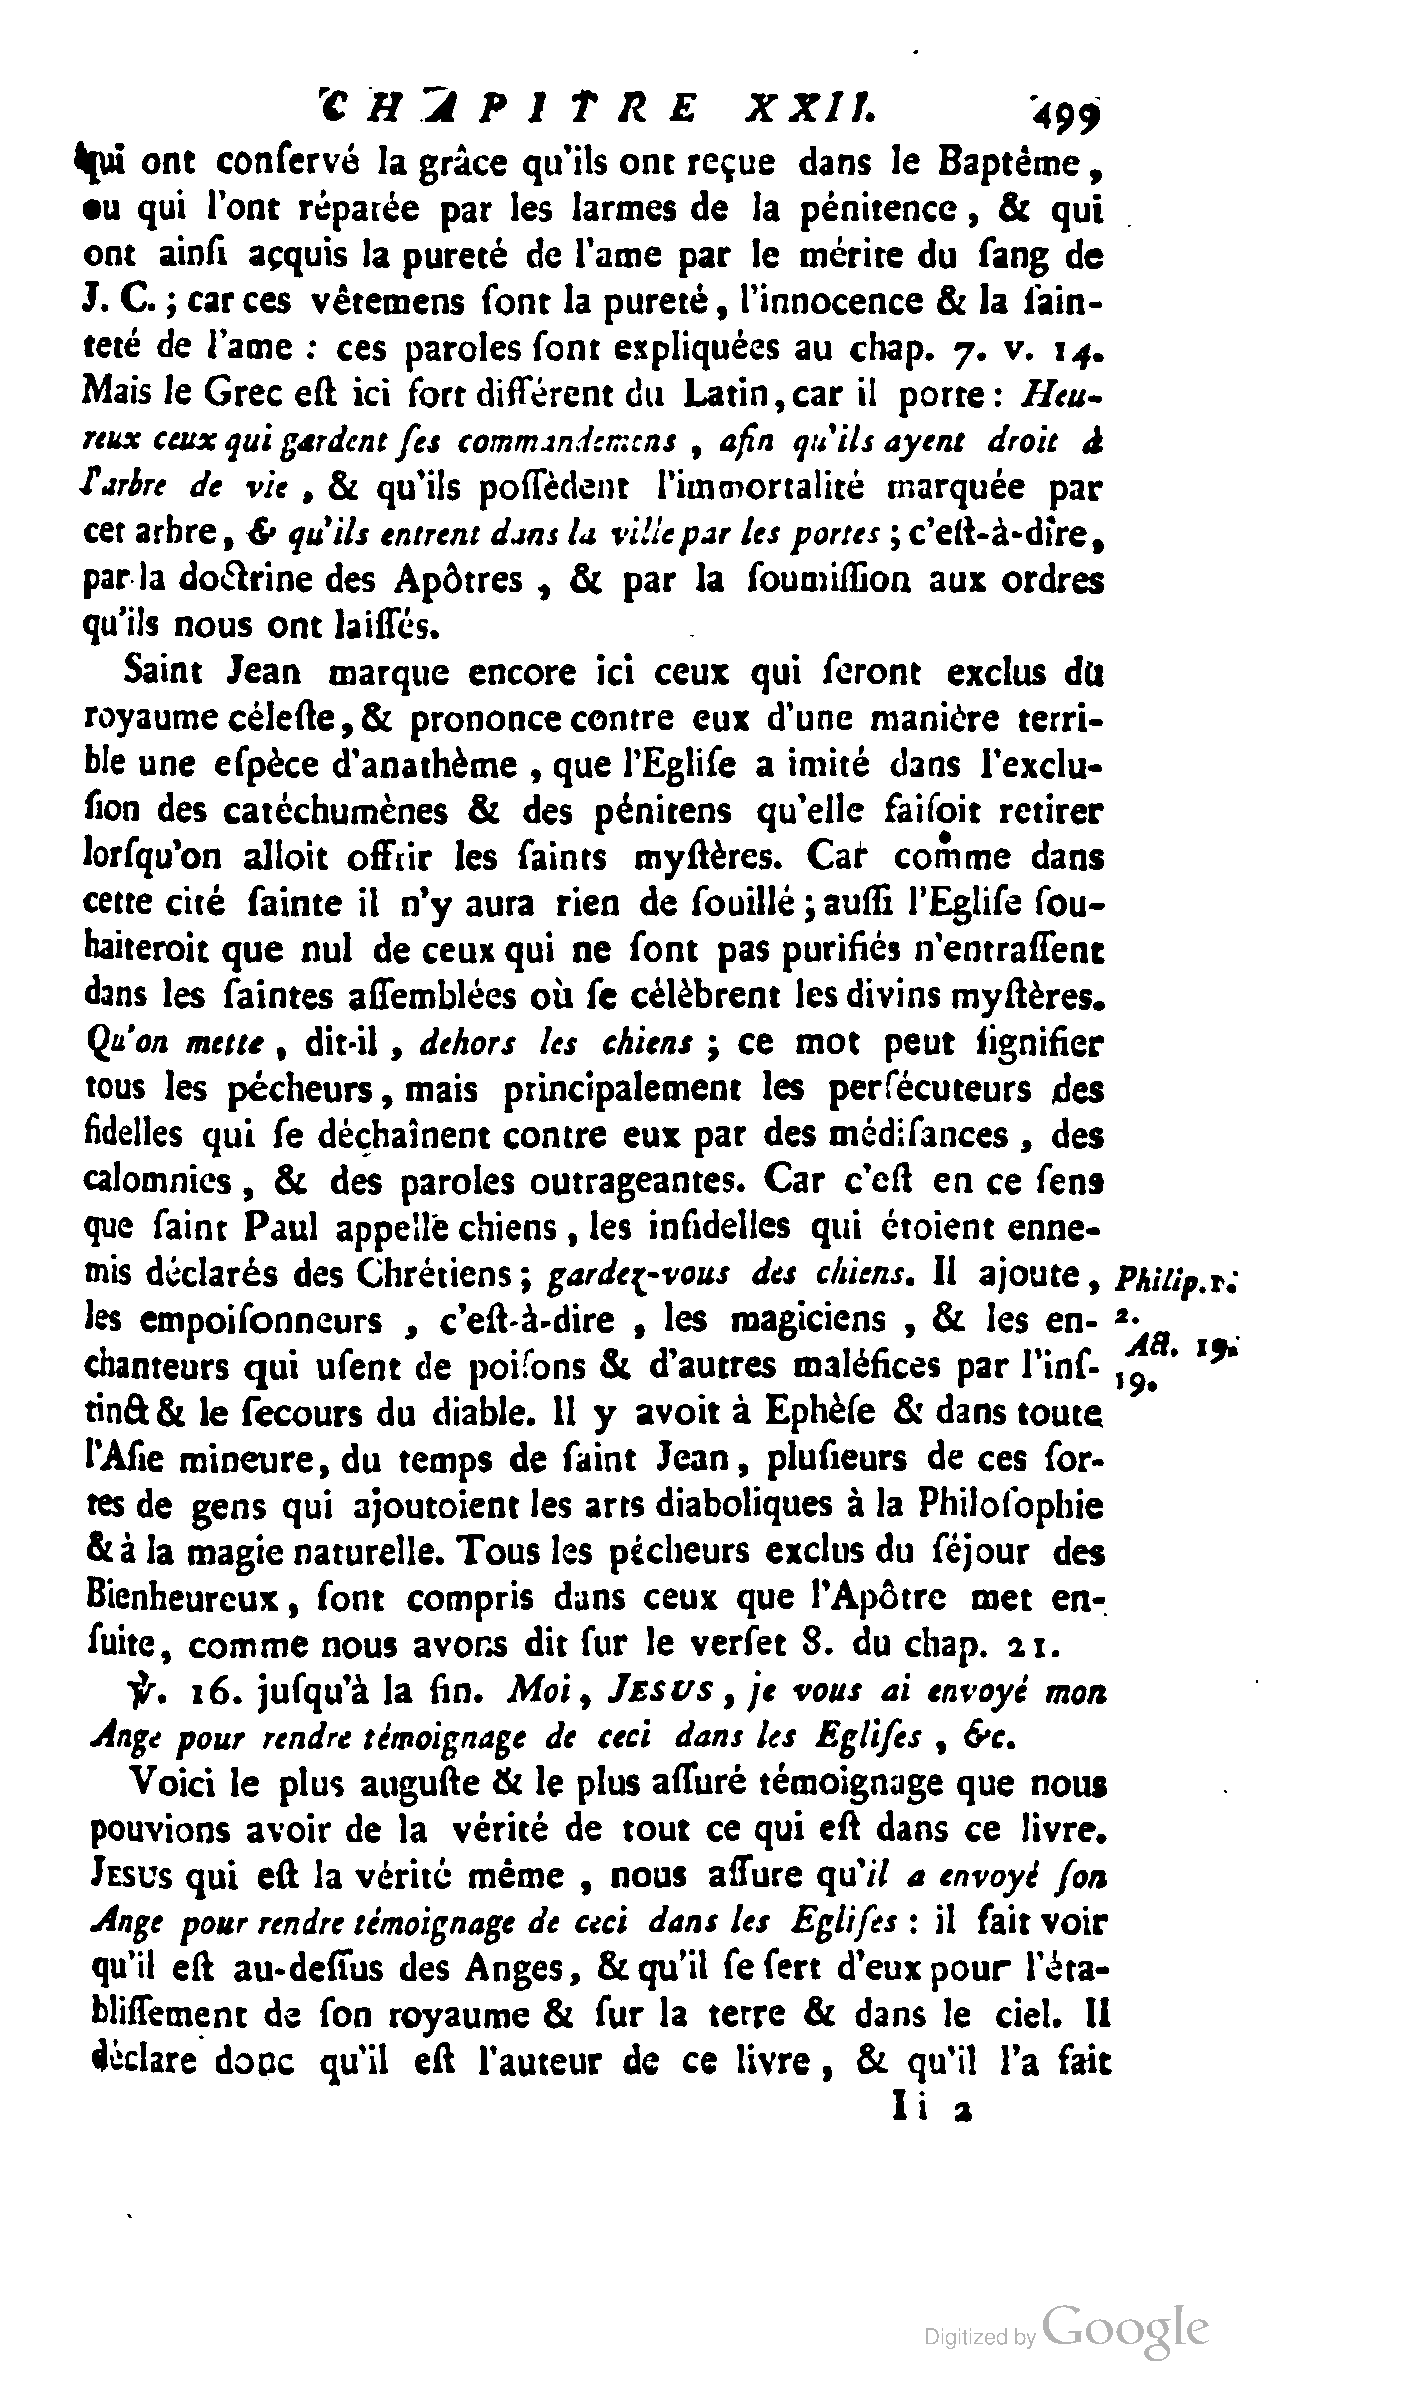 CHAPITRE XXII. 499
qui ont conſervé la grâce qu'ils ont reçue dans le Baptême,
ou qui l'ont réparée par les larmes de la pénitence, & qui
ont ainſi acquis la pureté de l'ame par le mérite du ſang de
J. C. ; car ces vêtemens ſont la pureté, l'innocence & la ſain-
teté de l'ame : ces paroles ſont expliquées au chap. 7. v. 14.
Mais le Grec eſt ici fort différent du Latin, car il porte : Heu-
reux ceux qui gardent ſes commandemens, afin qu'ils ayent droit à
l'arbre de vie, & qu'ils poſſèdent l'immortalité marquée par
cet arbre, & qu'ils entrent dans la ville par les portes ; c'eſt-à-dire,
par la doctrine des Apôtres, & par la ſoumiſſion aux ordres
qu'ils nous ont laiſſés.
Saint Jean marque encore ici ceux qui ſeront exclus du
royaume céleſte, & prononce contre eux d'une manière terri-
ble une eſpèce d'anathème, que l'Egliſe a imité dans l'exclu-
ſion des catéchumènes & des pénitens qu'elle faiſoit retirer
lorſqu'on alloit offrir les ſaints myſtères. Car comme dans
cette cité ſainte il n'y aura rien de ſouillé ; auſſi l'Egliſe ſou-
haiteroit que nul de ceux qui ne ſont pas purifiés n'entraſſent
dans les ſaintes aſſemblées où ſe célèbrent les divins myſtères.
Qu'on mette, dit-il, dehors les chiens ; ce mot peut ſignifier
tous les pécheurs, mais principalement les perſécuteurs des
fidelles qui ſe déchaînent contre eux par des médiſances, des
calomnies, & des paroles outrageantes. Car c'eſt en ce ſens
que ſaint Paul appelle chiens, les infidelles qui étoient enne-
mis déclarés des Chrétiens ; gardez-vous des chiens. Il ajoute, Philip. 1.
les empoiſonneurs, c'eſt-à-dire, les magiciens, & les en- 2.
chanteurs qui uſent de poiſons & d'autres maléfices par l'inſ- Act. 19. 19.
tinct & le ſecours du diable. Il y avoit à Ephèſe & dans toute
l'Aſie mineure, du temps de ſaint Jean, pluſieurs de ces ſor-
tes de gens qui ajoutoient les arts diaboliques à la Philoſophie
& à la magie naturelle. Tous les pécheurs exclus du ſéjour des
Bienheureux, ſont compris dans ceux que l'Apôtre met en-
ſuite, comme nous avons dit ſur le verſet 8. du chap. 21.
℣. 16. juſqu'à la fin. Moi, JESUS, je vous ai envoyé mon
Ange pour rendre témoignage de ceci dans les Egliſes, &c.
Voici le plus auguſte & le plus aſſuré témoignage que nous
pouvions avoir de la vérité de tout ce qui eſt dans ce livre.
JESUS qui eſt la vérité même, nous aſſure qu'il a envoyé ſon
Ange pour rendre témoignage de ceci dans les Egliſes : il fait voir
qu'il eſt au-deſſus des Anges, & qu'il ſe ſert d'eux pour l'éta-
bliſſement de ſon royaume & ſur la terre & dans le ciel. Il
déclare donc qu'il eſt l'auteur de ce livre, & qu'il l'a fait
Ii 2
Digitized by Google